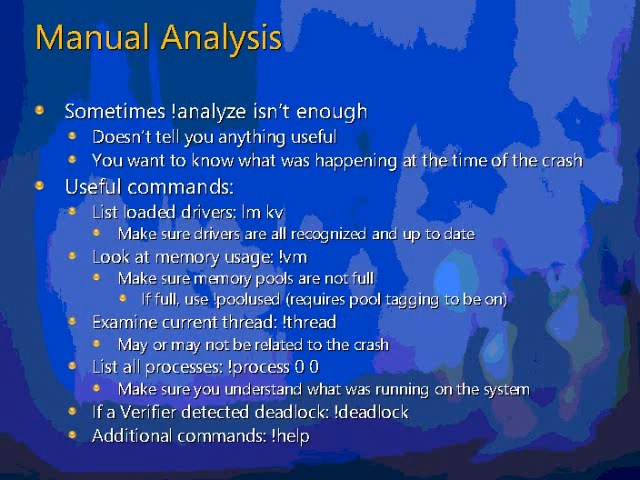 Manual Analysis
Sometimes !analyze isn't enough
Doesn't tell you anything useful
You want to know what was happening at the time of the crash
Useful commands:
List loaded drivers: lm kv
Make sure drivers are all recognized and up to date
Look at memory usage: !vm
Make sure memory pools are not full
If full, use !poolused (requires pool tagging to be on)
Examine current thread: !thread
May or may not be related to the crash
List all processes: !process 0 0
Make sure you understand what was running on the system
If a Verifier detected deadlock: !deadlock
Additional commands: !help